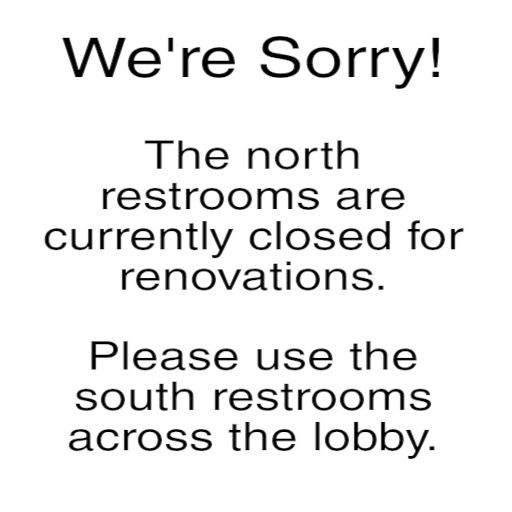 We're Sorry!
The north
restrooms are
currently closed for
renovations.
Please use the
south restrooms
across the lobby.